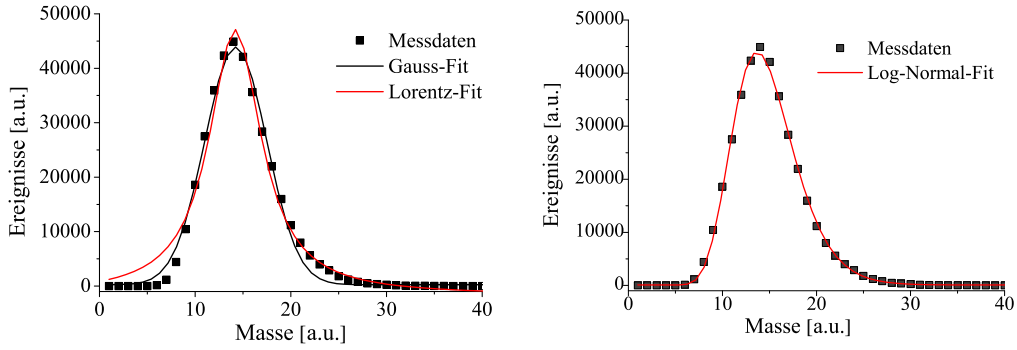 50000
40000
30000
20000
10000
0
Ereignisse [a.u.]
Messdaten
Gauss-Fit
Lorentz-Fit
0 10 20 30 40
Masse [a.u.]
50000
40000
30000
20000
10000
0
Ereignisse [a.u.]
Messdaten
Log-Normal-Fit
0 10 20 30 40
Masse [a.u.]